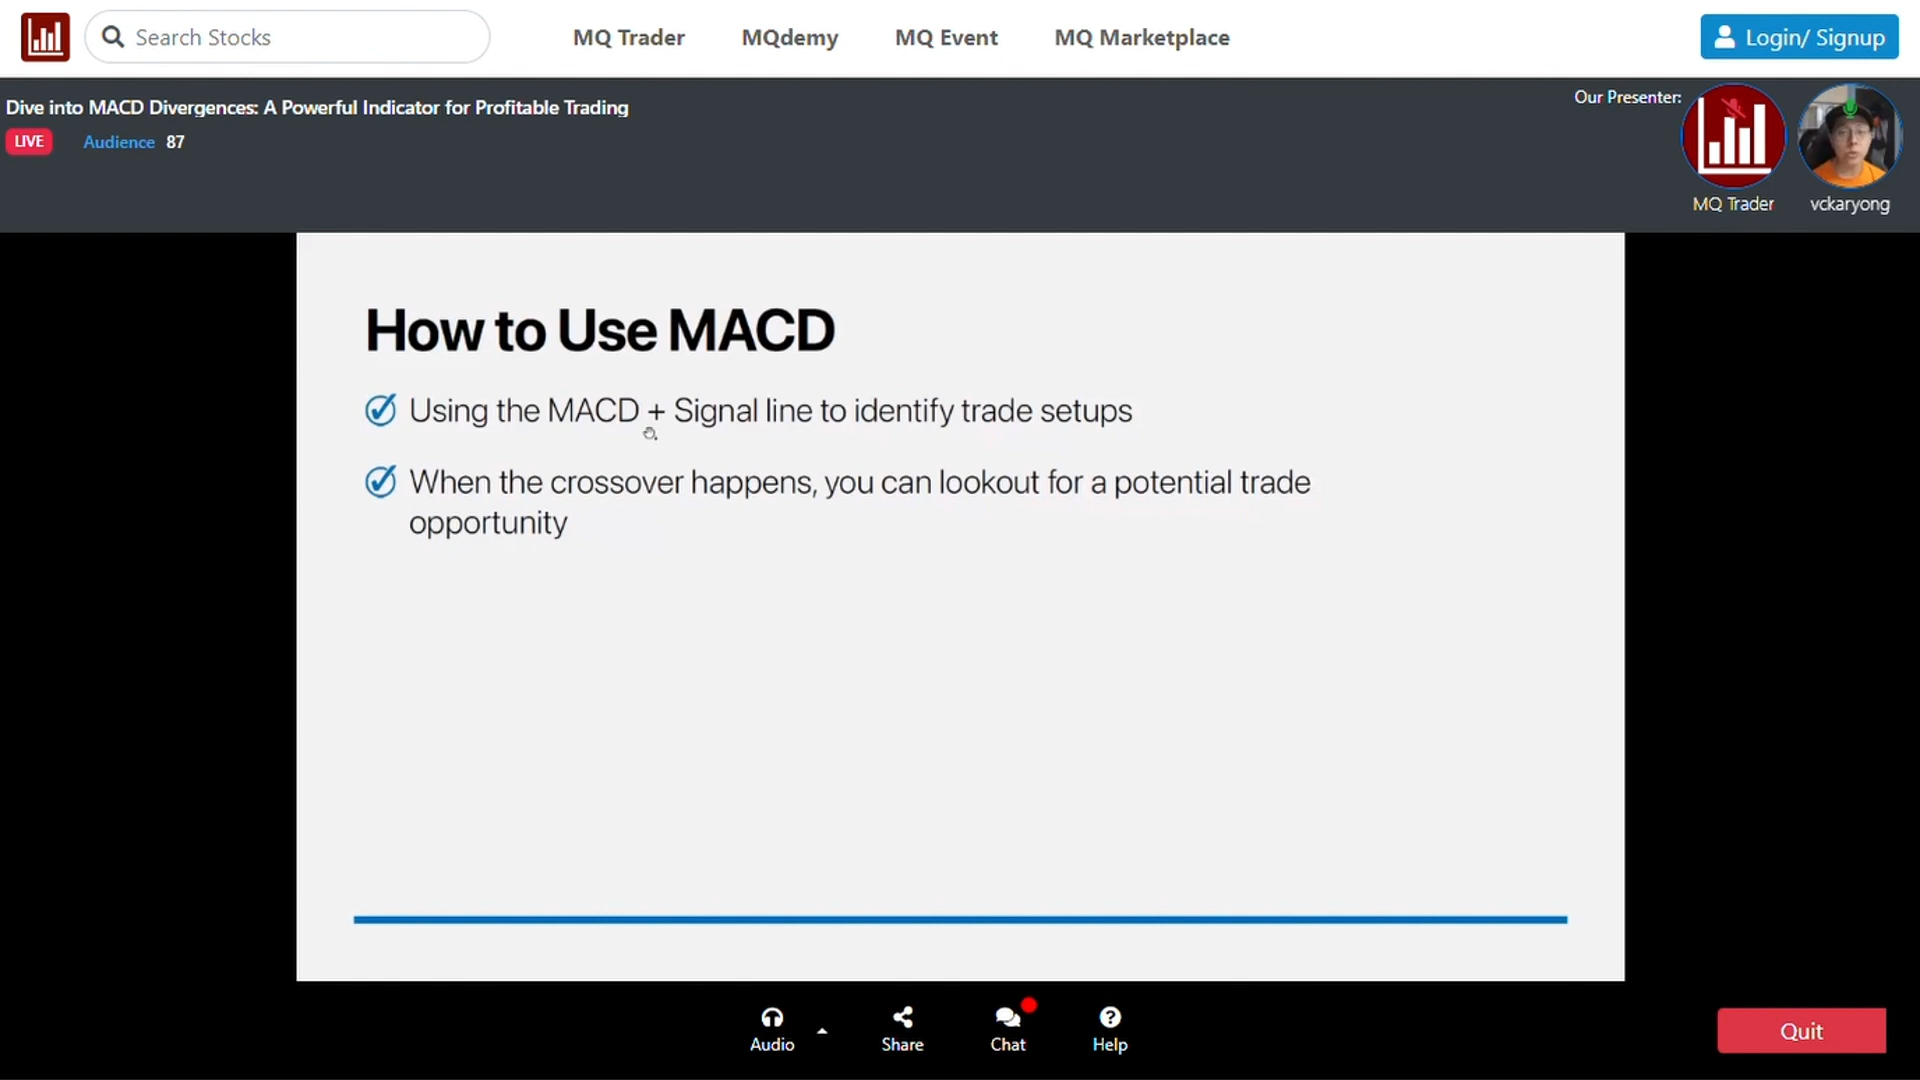 Search Stocks
MQ Trader
MQdemy
MQ Event
MQ Marketplace
Login/ Signup
Dive into MACD Divergences: A Powerful Indicator for Profitable Trading
LIVE
Audience 87
Our Presenter:
MQ Trader
vckaryong
How to Use MACD
Using the MACD + Signal line to identify trade setups
When the crossover happens, you can lookout for a potential trade
opportunity
Audio
Share
Chat
Help
Quit